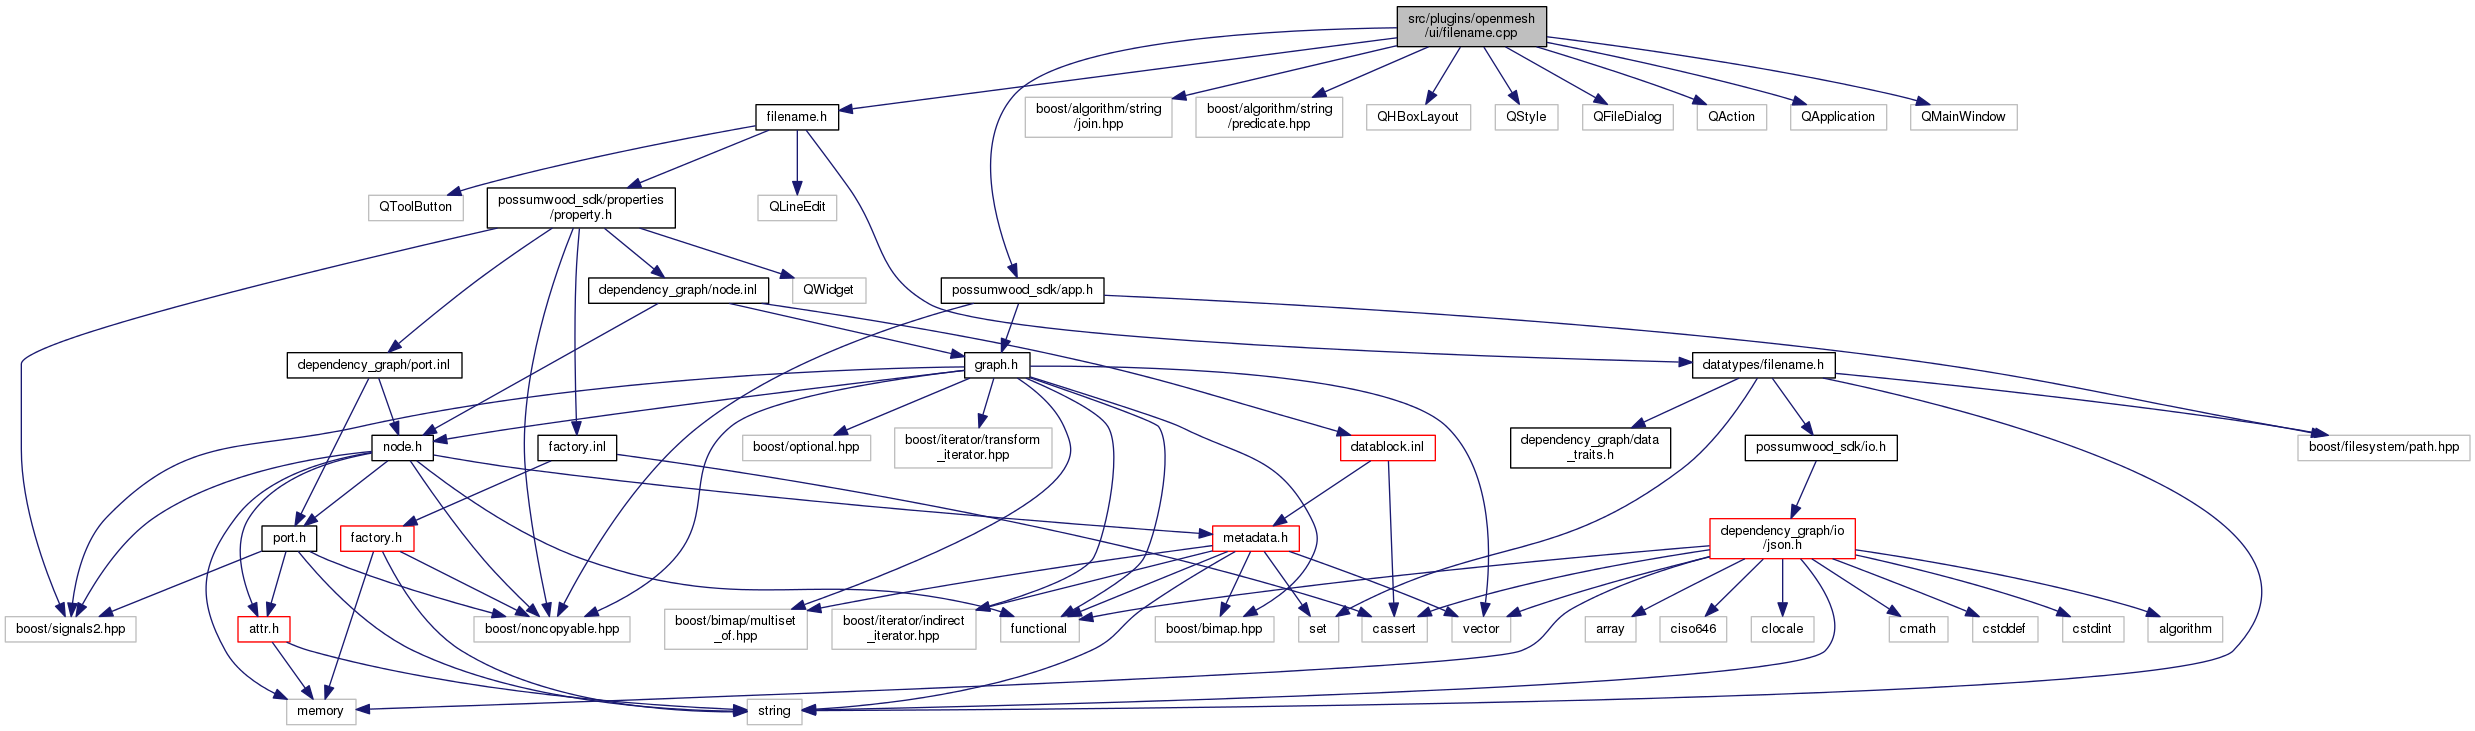 src/plugins/openmesh
/ui/filename.cpp
filename.h
boost/algorithm/string
/join.hpp
boost/algorithm/string
/predicate.hpp
QHBoxLayout
QStyle
QFileDialog
QAction
QApplication
QMainWindow
QToolButton
possumwood_sdk/properties
/property.h
QLineEdit
dependency_graph/node.inl
QWidget
possumwood_sdk/app.h
dependency_graph/port.inl
graph.h
datatypes/filename.h
node.h
factory.inl
boost/optional.hpp
boost/iterator/transform
_iterator.hpp
datablock.inl
dependency_graph/data
_traits.h
possumwood_sdk/io.h
boost/filesystem/path.hpp
port.h
factory.h
metadata.h
dependency_graph/io
/json.h
boost/signals2.hpp
attr.h
boost/noncopyable.hpp
boost/bimap/multiset
_of.hpp
boost/iterator/indirect
_iterator.hpp
functional
boost/bimap.hpp
set
cassert
vector
array
ciso646
clocale
cmath
cstddef
cstdint
algorithm
memory
string